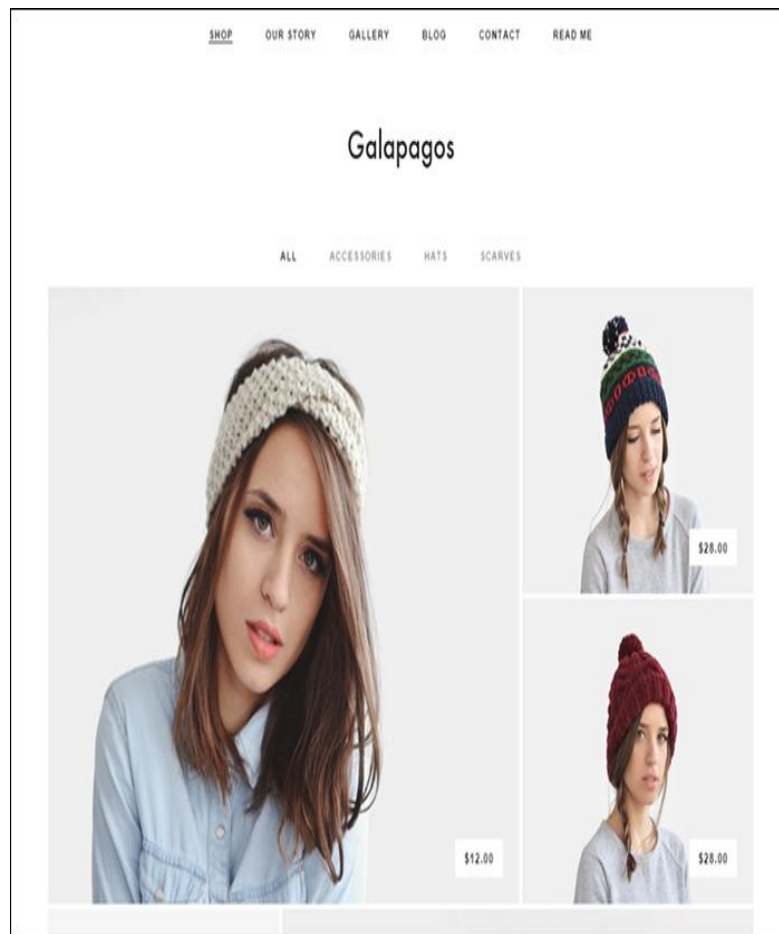 SHOP OUR STORY GALLERY BLOG CONTACT READ ME
Galapagos
ALL ACCESSORIES HATS SCARVES
$28.00
$12.00
$28.00